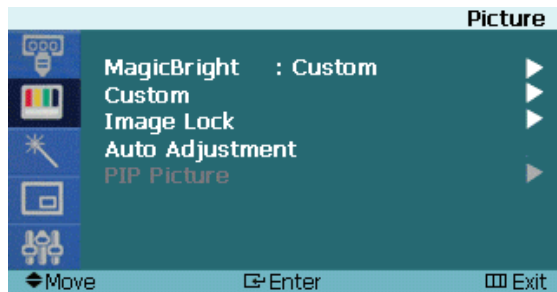 Picture
MagicBright : Custom
Custom
Image Lock
Auto Adjustment
PIP Picture
Move Enter Exit